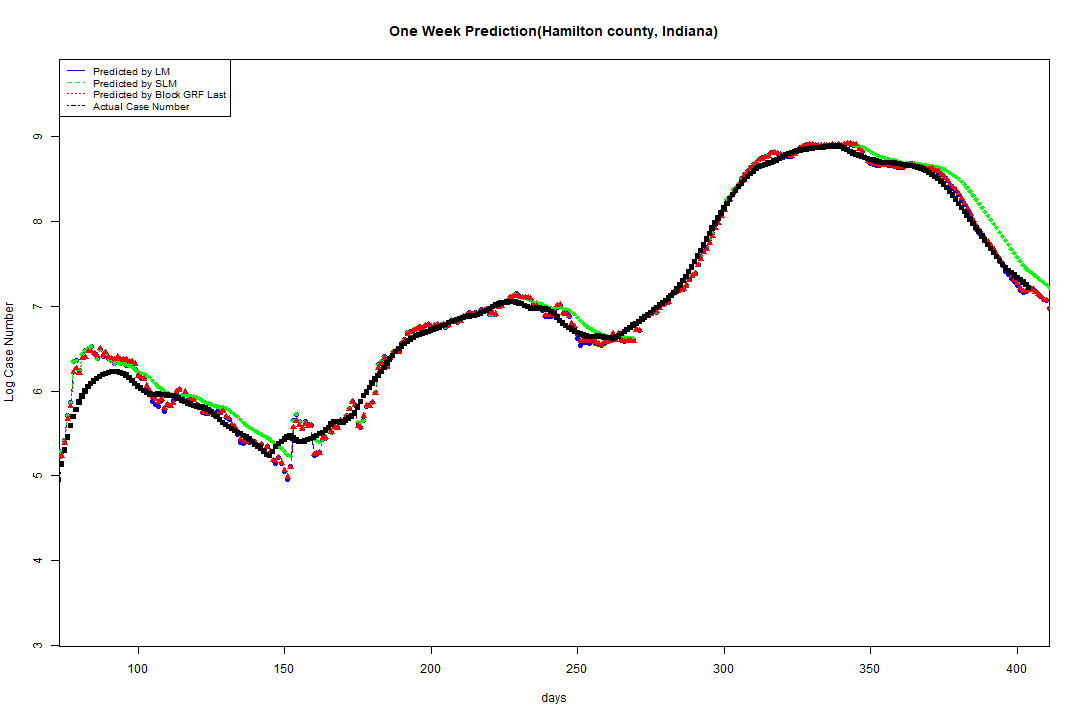 One Week Prediction(Hamilton county, Indiana)
Predicted by LM
Predicted by SLM
Predicted by Block GRF Last
Actual Case Number
Log Case Number
9
8
7
6
5
4
3
100 150 200 250 300 350 400
days